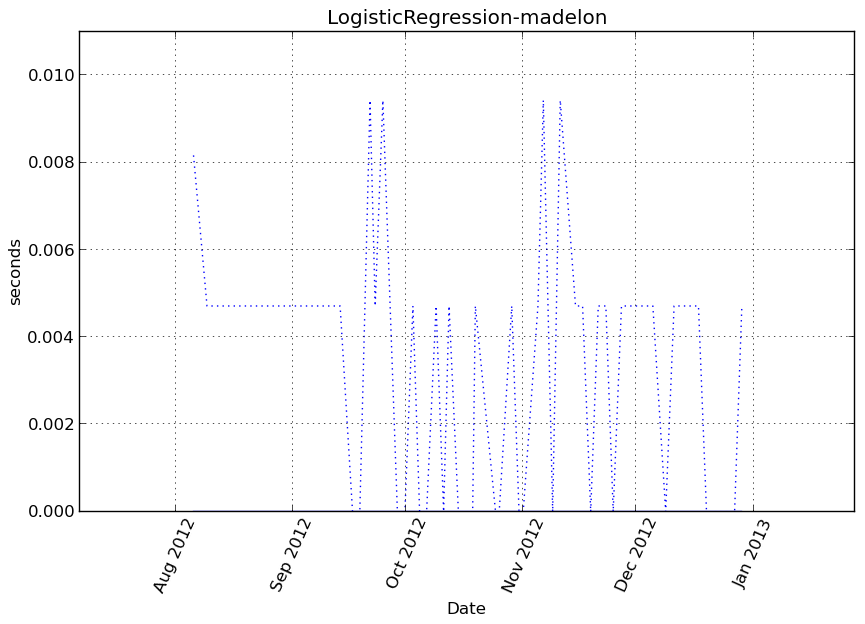 LogisticRegression-madelon
0.010
0.008
0.006
0.004
0.002
0.000
seconds
Aug 2012
Sep 2012
Oct 2012
Nov 2012
Dec 2012
Jan 2013
Date